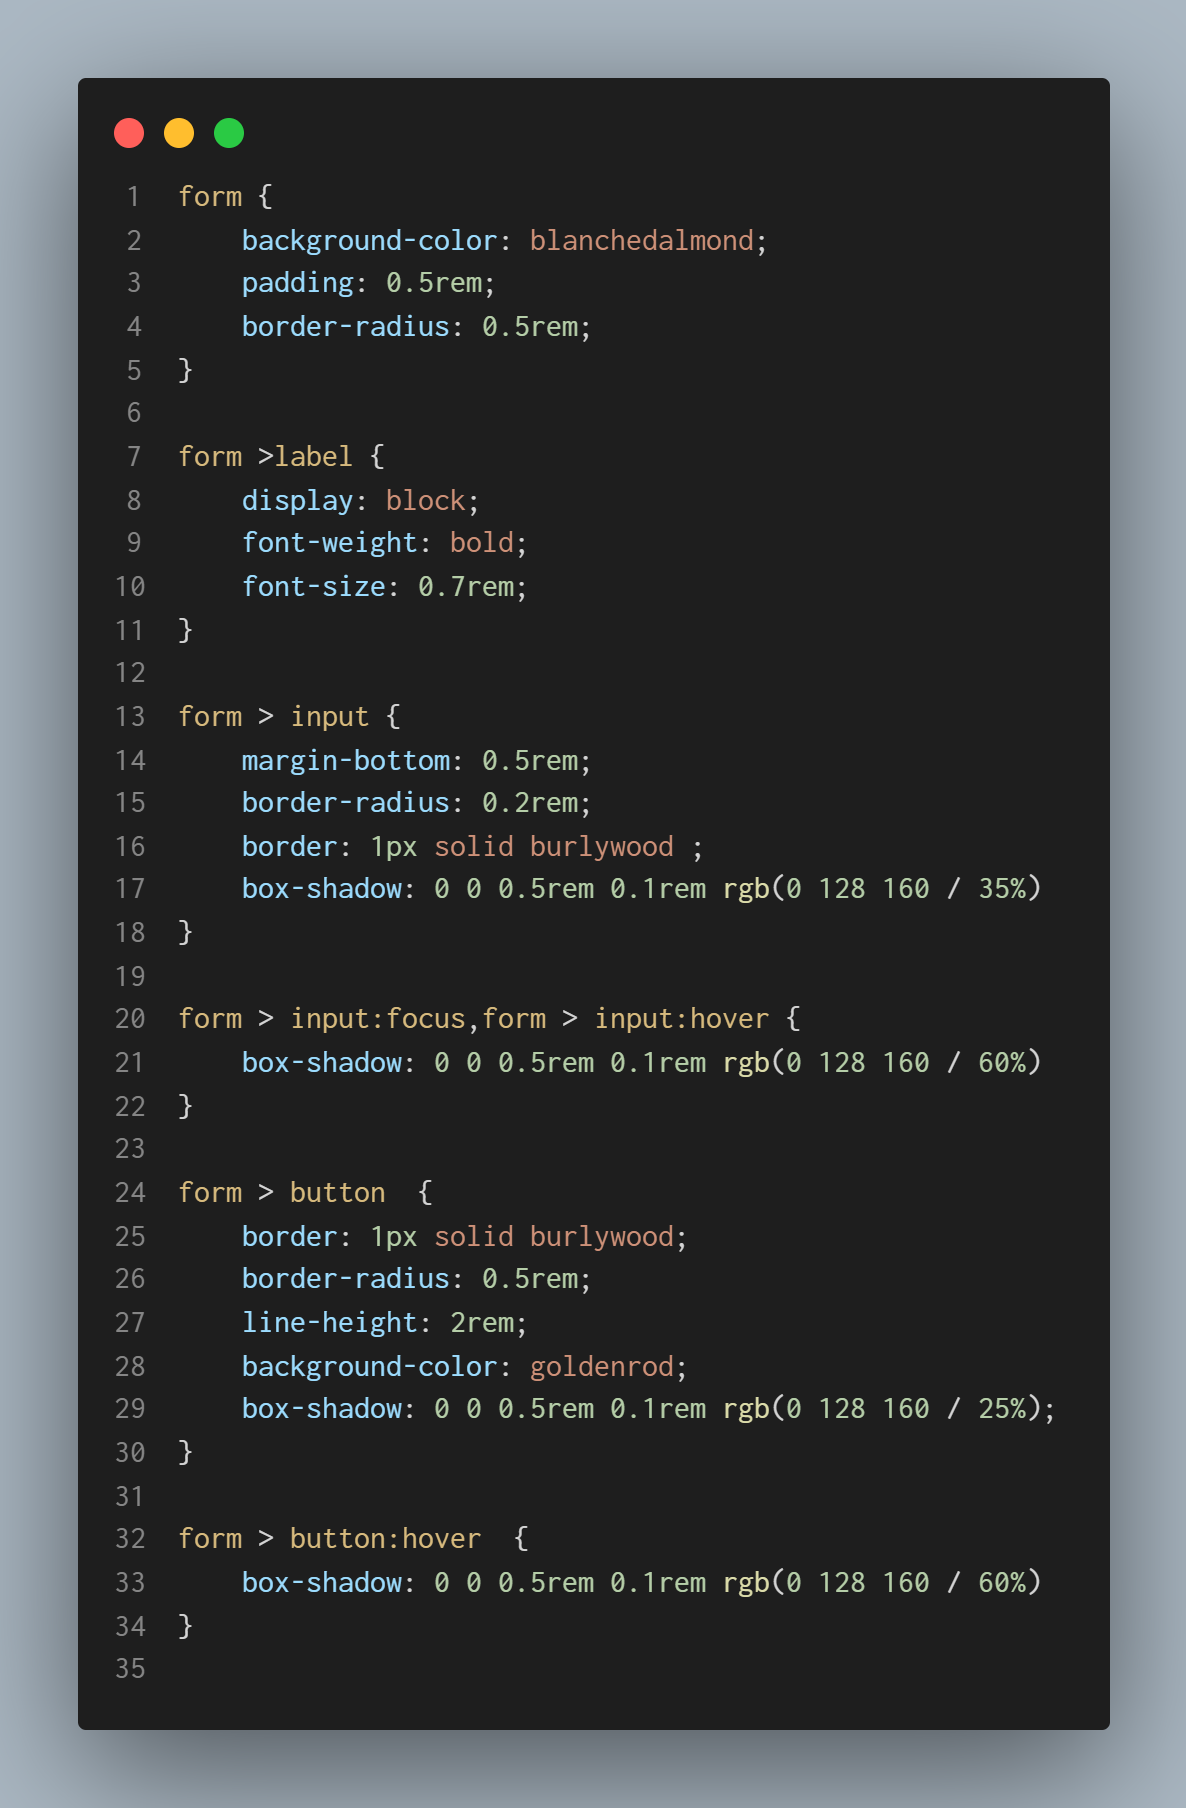 1 form {
2     background-color: blanchedalmond;
3     padding: 0.5rem;
4     border-radius: 0.5rem;
5 }
6
7 form >label {
8     display: block;
9     font-weight: bold;
10     font-size: 0.7rem;
11 }
12
13 form > input {
14     margin-bottom: 0.5rem;
15     border-radius: 0.2rem;
16     border: 1px solid burlywood ;
17     box-shadow: 0 0 0.5rem 0.1rem rgb(0 128 160 / 35%)
18 }
19
20 form > input:focus,form > input:hover {
21     box-shadow: 0 0 0.5rem 0.1rem rgb(0 128 160 / 60%)
22 }
23
24 form > button  {
25     border: 1px solid burlywood;
26     border-radius: 0.5rem;
27     line-height: 2rem;
28     background-color: goldenrod;
29     box-shadow: 0 0 0.5rem 0.1rem rgb(0 128 160 / 25%);
30 }
31
32 form > button:hover  {
33     box-shadow: 0 0 0.5rem 0.1rem rgb(0 128 160 / 60%)
34 }
35